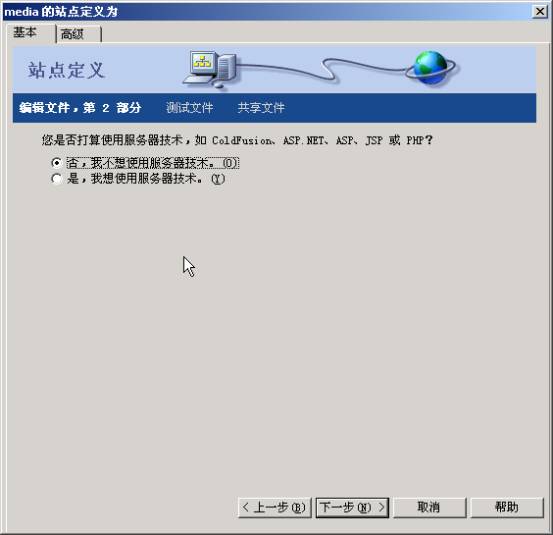 media 的站点定义为
基本 高级
站点定义
编辑文件，第 2 部分 测试文件 共享文件
您是否打算使用服务器技术，如 ColdFusion、ASP.NET、ASP、JSP 或 PHP？
否，我不想使用服务器技术。(O)
是，我想使用服务器技术。(Y)
< 上一步(B) 下一步(N) > 取消 帮助